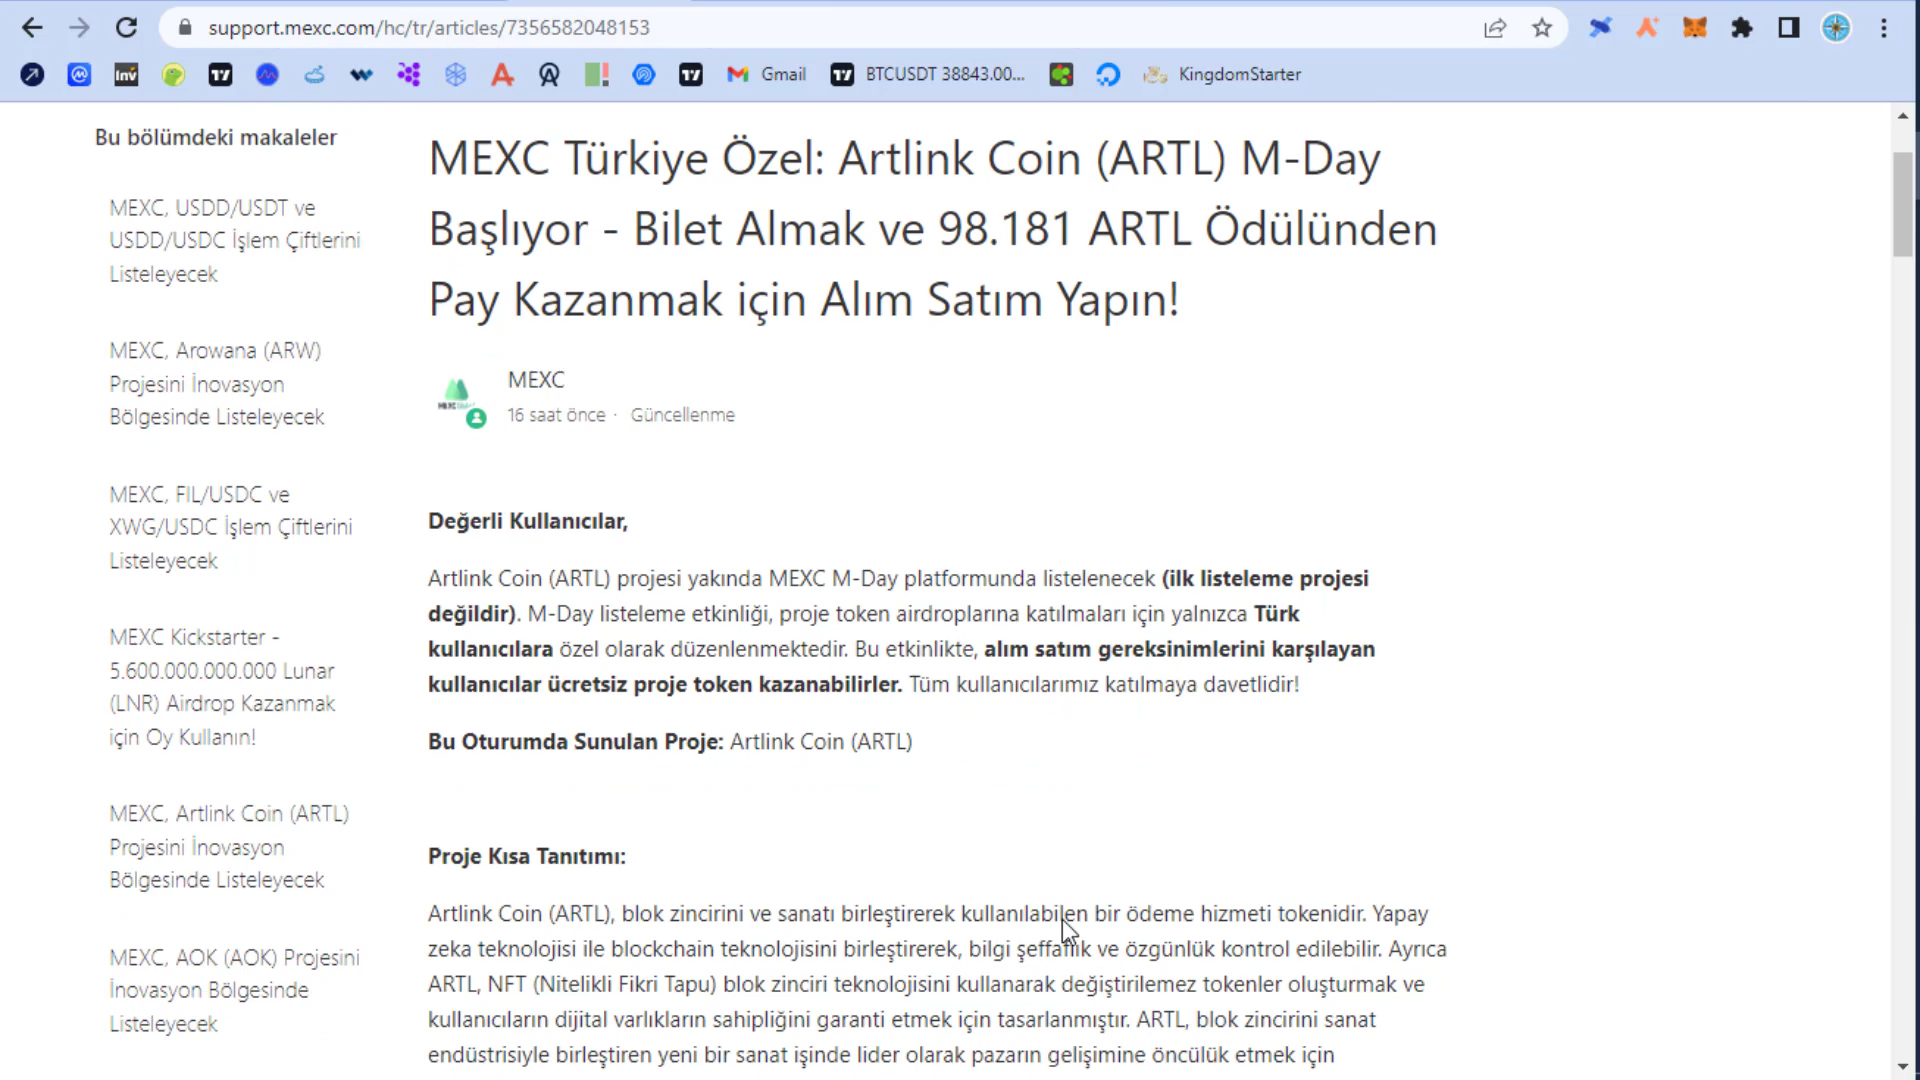 support.mexc.com/hc/tr/articles/7356582048153
Gmail
BTCUSDT 38843.00...
KingdomStarter
Bu bölümdeki makaleler
MEXC, USDD/USDT ve
USDD/USDC İşlem Çiftlerini
Listeleyecek
MEXC, Arowana (ARW)
Projesini İnovasyon
Bölgesinde Listeleyecek
MEXC, FIL/USDC ve
XWG/USDC İşlem Çiftlerini
Listeleyecek
MEXC Kickstarter -
5.600.000.000.000 Lunar
(LNR) Airdrop Kazanmak
için Oy Kullanın!
MEXC, Artlink Coin (ARTL)
Projesini İnovasyon
Bölgesinde Listeleyecek
MEXC, AOK (AOK) Projesini
İnovasyon Bölgesinde
Listeleyecek
MEXC Türkiye Özel: Artlink Coin (ARTL) M-Day
Başlıyor - Bilet Almak ve 98.181 ARTL Ödülünden
Pay Kazanmak için Alım Satım Yapın!
MEXC
16 saat önce · Güncellenme
Değerli Kullanıcılar,
Artlink Coin (ARTL) projesi yakında MEXC M-Day platformunda listelenecek (ilk listeleme projesi
değildir). M-Day listeleme etkinliği, proje token airdroplarına katılmaları için yalnızca Türk
kullanıcılara özel olarak düzenlenmektedir. Bu etkinlikte, alım satım gereksinimlerini karşılayan
kullanıcılar ücretsiz proje token kazanabilirler. Tüm kullanıcılarımız katılmaya davetlidir!
Bu Oturumda Sunulan Proje: Artlink Coin (ARTL)
Proje Kısa Tanıtımı:
Artlink Coin (ARTL), blok zincirini ve sanatı birleştirerek kullanılabilen bir ödeme hizmeti tokenidir. Yapay
zeka teknolojisi ile blockchain teknolojisini birleştirerek, bilgi şeffaflık ve özgünlük kontrol edilebilir. Ayrıca
ARTL, NFT (Nitelikli Fikri Tapu) blok zinciri teknolojisini kullanarak değiştirilemez tokenler oluşturmak ve
kullanıcıların dijital varlıkların sahipliğini garanti etmek için tasarlanmıştır. ARTL, blok zincirini sanat
endüstrisiyle birleştiren yeni bir sanat işinde lider olarak pazarın gelişimine öncülük etmek için